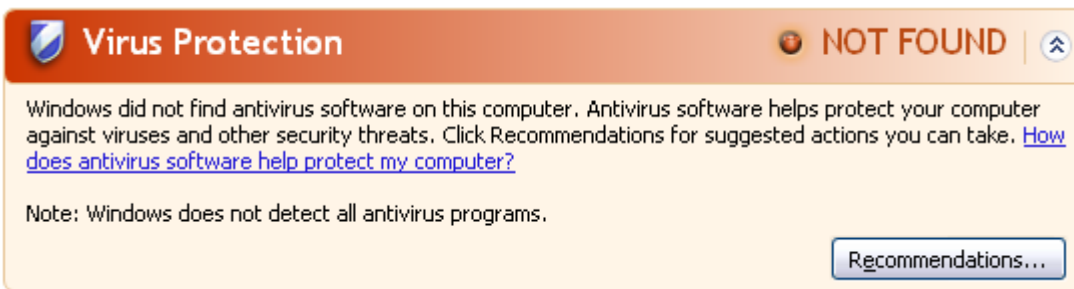 Virus Protection NOT FOUND
Windows did not find antivirus software on this computer. Antivirus software helps protect your computer
against viruses and other security threats. Click Recommendations for suggested actions you can take. How
does antivirus software help protect my computer?
Note: Windows does not detect all antivirus programs.
Recommendations...